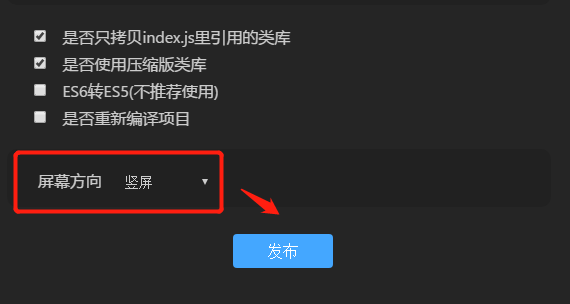 是否只拷贝index.js里引用的类库
是否使用压缩版类库
ES6转ES5(不推荐使用)
是否重新编译项目
屏幕方向 竖屏
发布